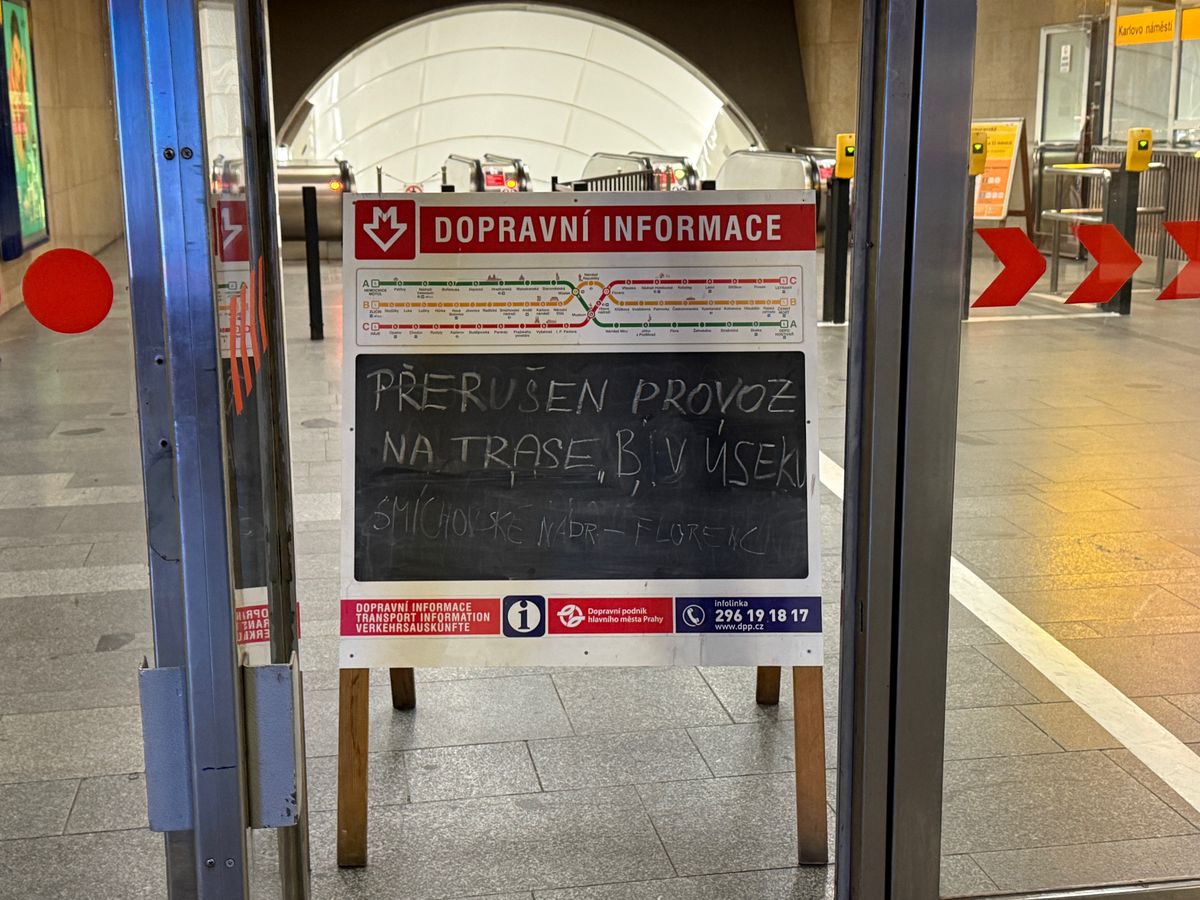 Karlovo náměstí
DOPRAVNÍ INFORMACE
PŘERUŠEN PROVOZ
NA TRASE „B“ V ÚSEKU
SMÍCHOVSKÉ NÁDR – FLORENC
DOPRAVNÍ INFORMACE
TRANSPORT INFORMATION
VERKEHRSAUSKÜNFTE
Dopravní podnik
hlavního města Prahy
infolinka
296 19 18 17
www.dpp.cz